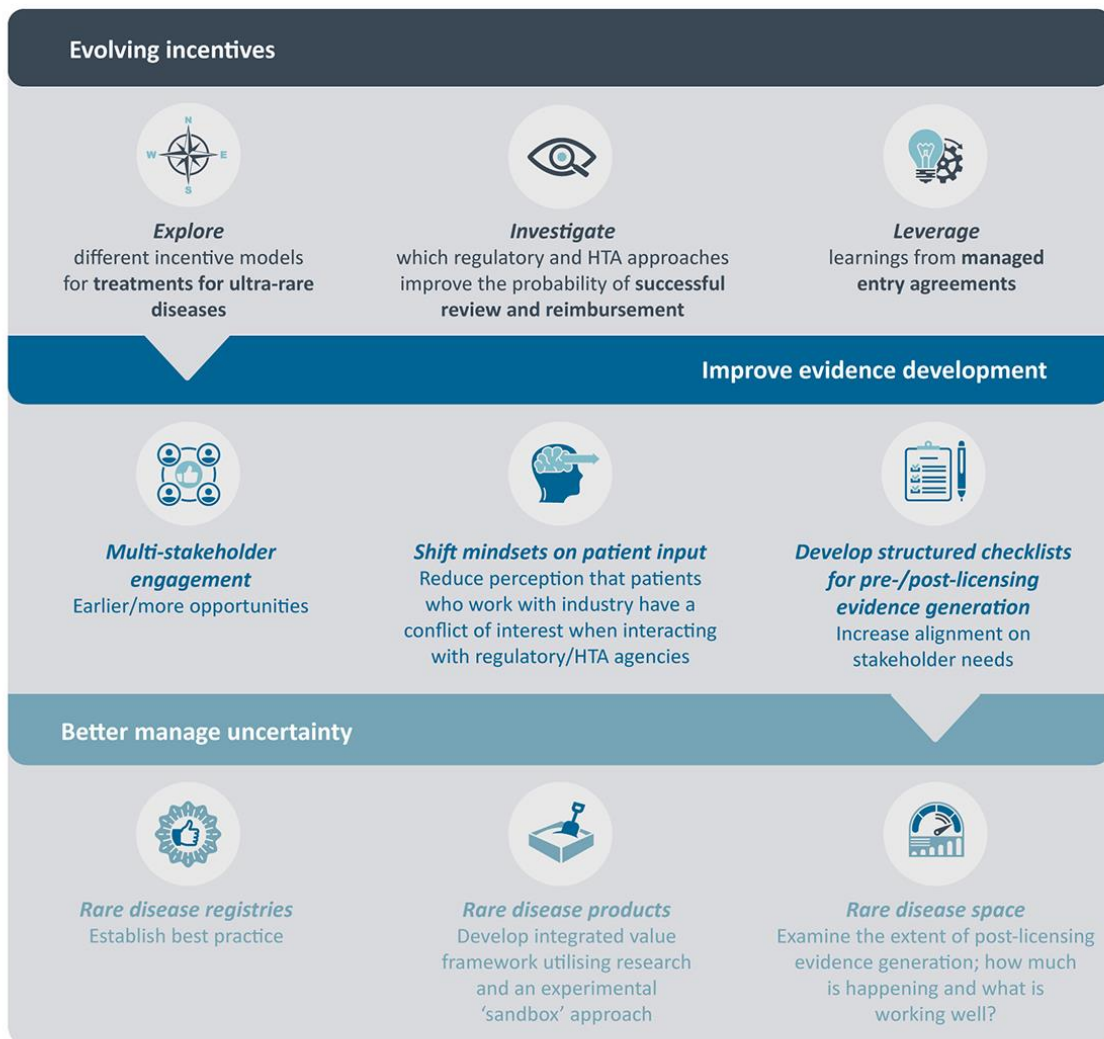 Evolving incentives
N
W
E
S
Explore
different incentive models
for treatments for ultra-rare
diseases
Investigate
which regulatory and HTA approaches
improve the probability of successful
review and reimbursement
Leverage
learnings from managed
entry agreements
Improve evidence development
Multi-stakeholder
engagement
Earlier/more opportunities
Shift mindsets on patient input
Reduce perception that patients
who work with industry have a
conflict of interest when interacting
with regulatory/HTA agencies
Develop structured checklists
for pre-/post-licensing
evidence generation
Increase alignment on
stakeholder needs
Better manage uncertainty
Rare disease registries
Establish best practice
Rare disease products
Develop integrated value
framework utilising research
and an experimental
‘sandbox’ approach
Rare disease space
Examine the extent of post-licensing
evidence generation; how much
is happening and what is
working well?